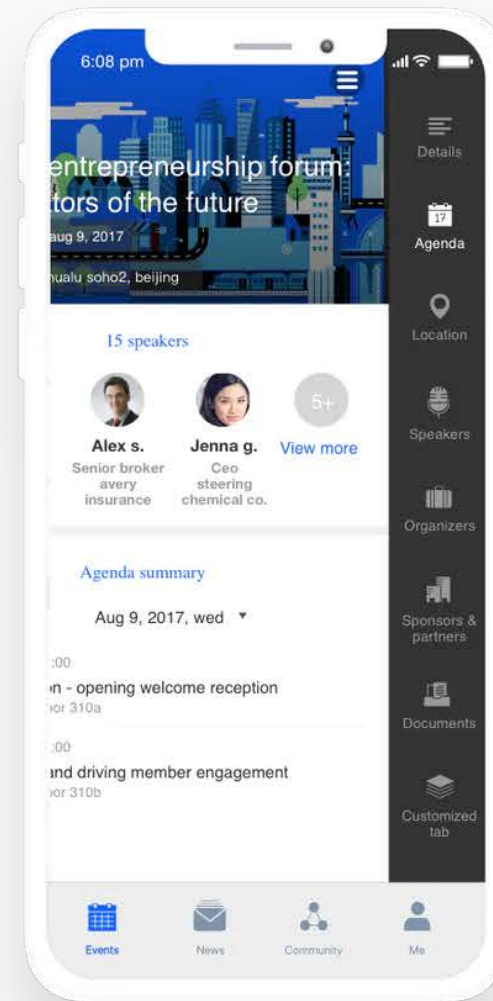 6:08 pm
entrepreneurship forum:
tors of the future
aug 9, 2017
ualu soho2, beijing
15 speakers
Alex s.
Senior broker
avery
insurance
Jenna g.
Ceo
steering
chemical co.
5+
View more
Agenda summary
Aug 9, 2017, wed
:00
n - opening welcome reception
or 310a
:00
and driving member engagement
or 310b
Details
17
Agenda
Location
Speakers
Organizers
Sponsors &
partners
Documents
Customized
tab
Events
News
Community
Me